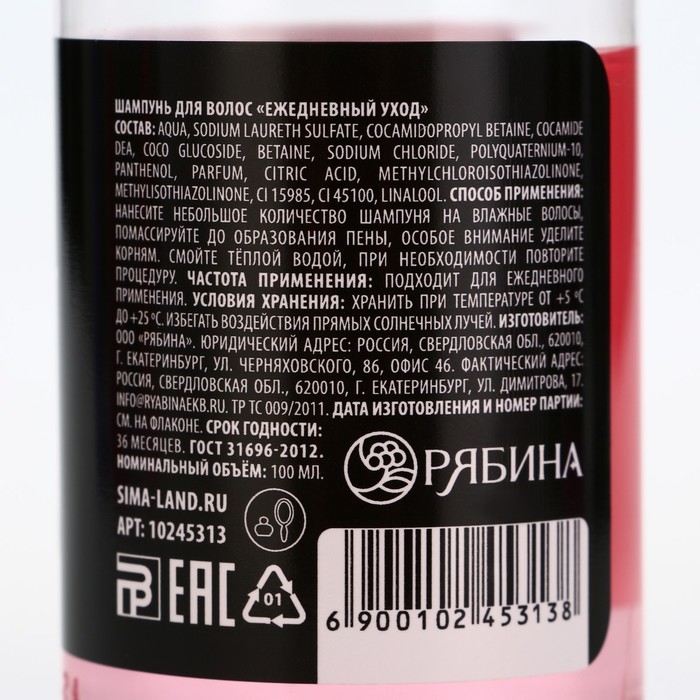 ШАМПУНЬ ДЛЯ ВОЛОС «ЕЖЕДНЕВНЫЙ УХОД»
СОСТАВ: AQUA, SODIUM LAURETH SULFATE, COCAMIDOPROPYL BETAINE, COCAMIDE
DEA, COCO GLUCOSIDE, BETAINE, SODIUM CHLORIDE, POLYQUATERNIUM-10,
PANTHENOL, PARFUM, CITRIC ACID, METHYLCHLOROISOTHIAZOLINONE,
METHYLISOTHIAZOLINONE, CI 15985, CI 45100, LINALOOL. СПОСОБ ПРИМЕНЕНИЯ:
НАНЕСИТЕ НЕБОЛЬШОЕ КОЛИЧЕСТВО ШАМПУНЯ НА ВЛАЖНЫЕ ВОЛОСЫ,
ПОМАССИРУЙТЕ ДО ОБРАЗОВАНИЯ ПЕНЫ, ОСОБОЕ ВНИМАНИЕ УДЕЛИТЕ
КОРНЯМ. СМОЙТЕ ТЁПЛОЙ ВОДОЙ, ПРИ НЕОБХОДИМОСТИ ПОВТОРИТЕ
ПРОЦЕДУРУ. ЧАСТОТА ПРИМЕНЕНИЯ: ПОДХОДИТ ДЛЯ ЕЖЕДНЕВНОГО
ПРИМЕНЕНИЯ. УСЛОВИЯ ХРАНЕНИЯ: ХРАНИТЬ ПРИ ТЕМПЕРАТУРЕ ОТ +5 °C
ДО +25 °C. ИЗБЕГАТЬ ВОЗДЕЙСТВИЯ ПРЯМЫХ СОЛНЕЧНЫХ ЛУЧЕЙ. ИЗГОТОВИТЕЛЬ:
ООО «РЯБИНА». ЮРИДИЧЕСКИЙ АДРЕС: РОССИЯ, СВЕРДЛОВСКАЯ ОБЛ., 620010,
Г. ЕКАТЕРИНБУРГ, УЛ. ЧЕРНЯХОВСКОГО, 86, ОФИС 46. ФАКТИЧЕСКИЙ АДРЕС:
РОССИЯ, СВЕРДЛОВСКАЯ ОБЛ., 620010, Г. ЕКАТЕРИНБУРГ, УЛ. ДИМИТРОВА, 17.
INFO@RYABINAEKB.RU. ТР ТС 009/2011. ДАТА ИЗГОТОВЛЕНИЯ И НОМЕР ПАРТИИ:
СМ. НА ФЛАКОНЕ. СРОК ГОДНОСТИ:
36 МЕСЯЦЕВ. ГОСТ 31696-2012.
НОМИНАЛЬНЫЙ ОБЪЁМ: 100 МЛ.
РЯБИНА
SIMA-LAND.RU
АРТ: 10245313
EAC
01
6 900102 453138